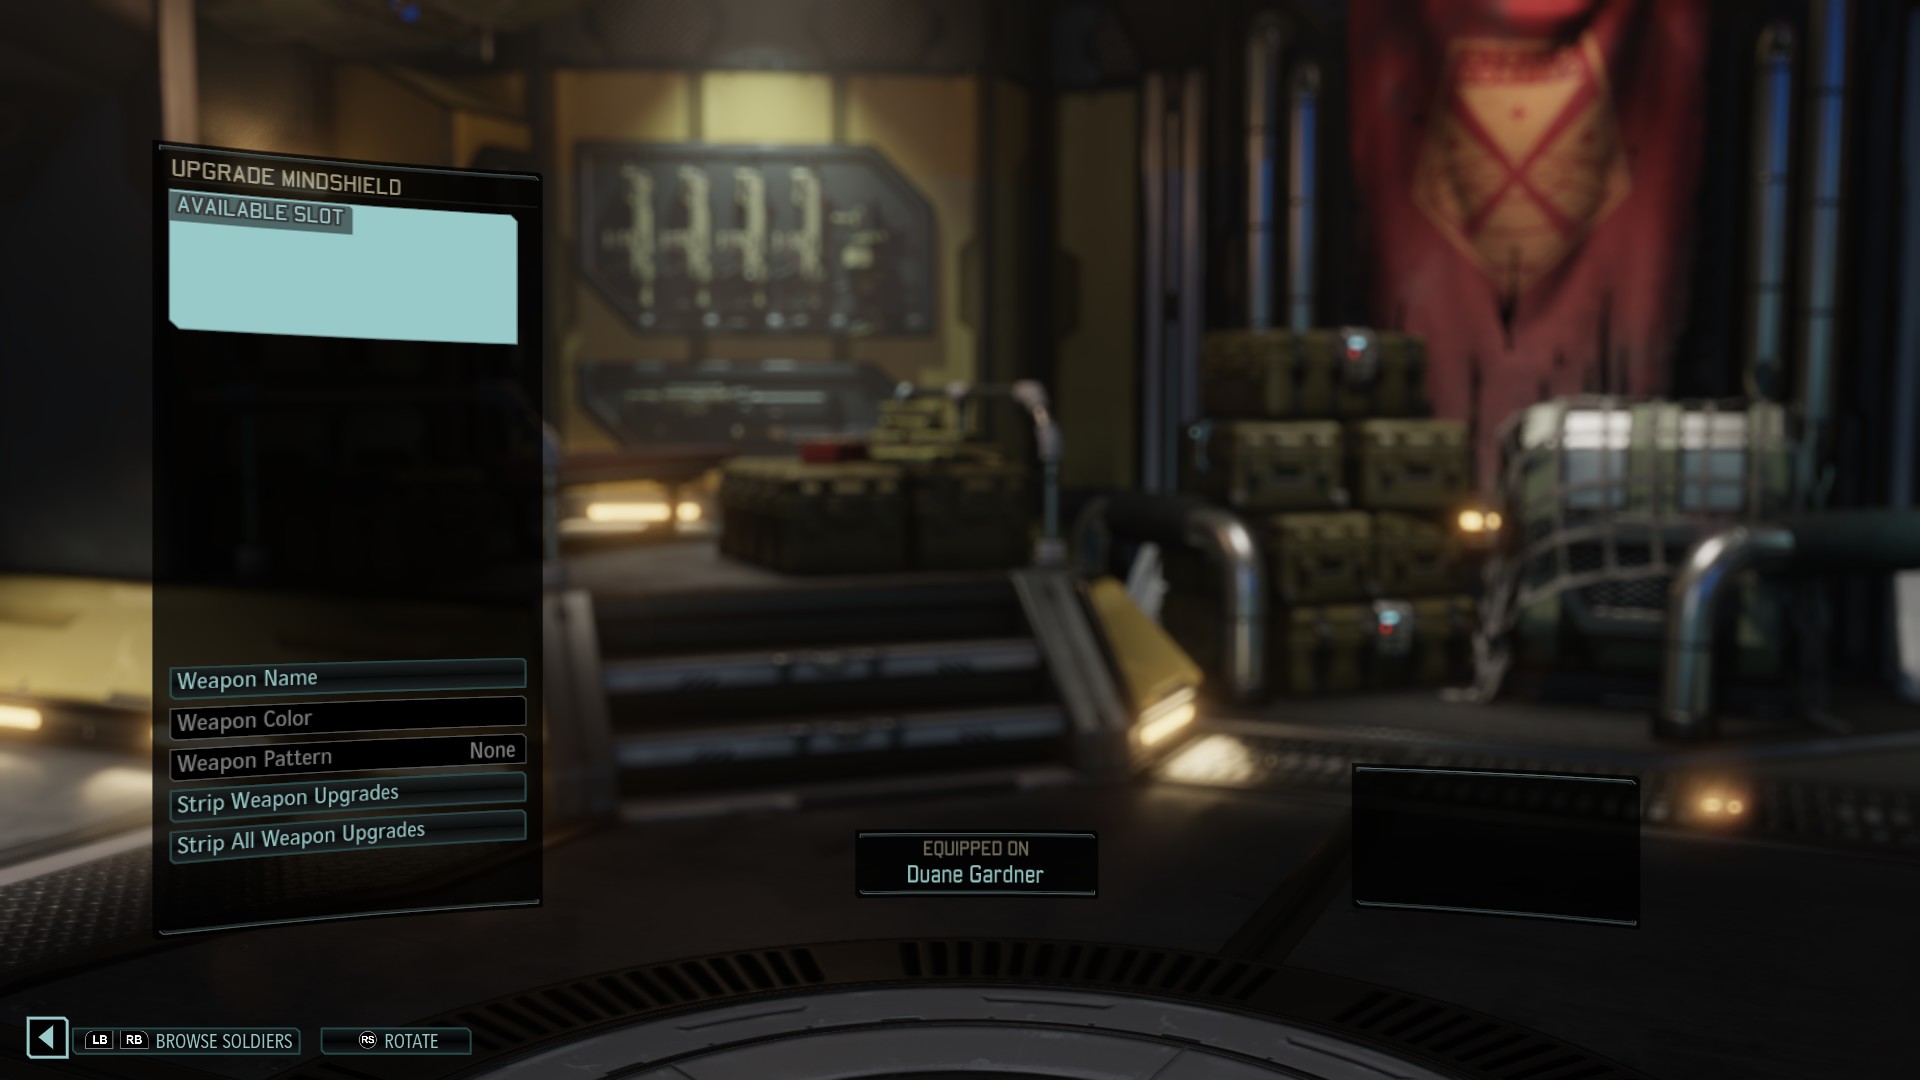 UPGRADE MINDSHIELD
AVAILABLE SLOT
Weapon Name
Weapon Color
Weapon Pattern None
Strip Weapon Upgrades
Strip All Weapon Upgrades
EQUIPPED ON
Duane Gardner
LB RB BROWSE SOLDIERS
RS ROTATE